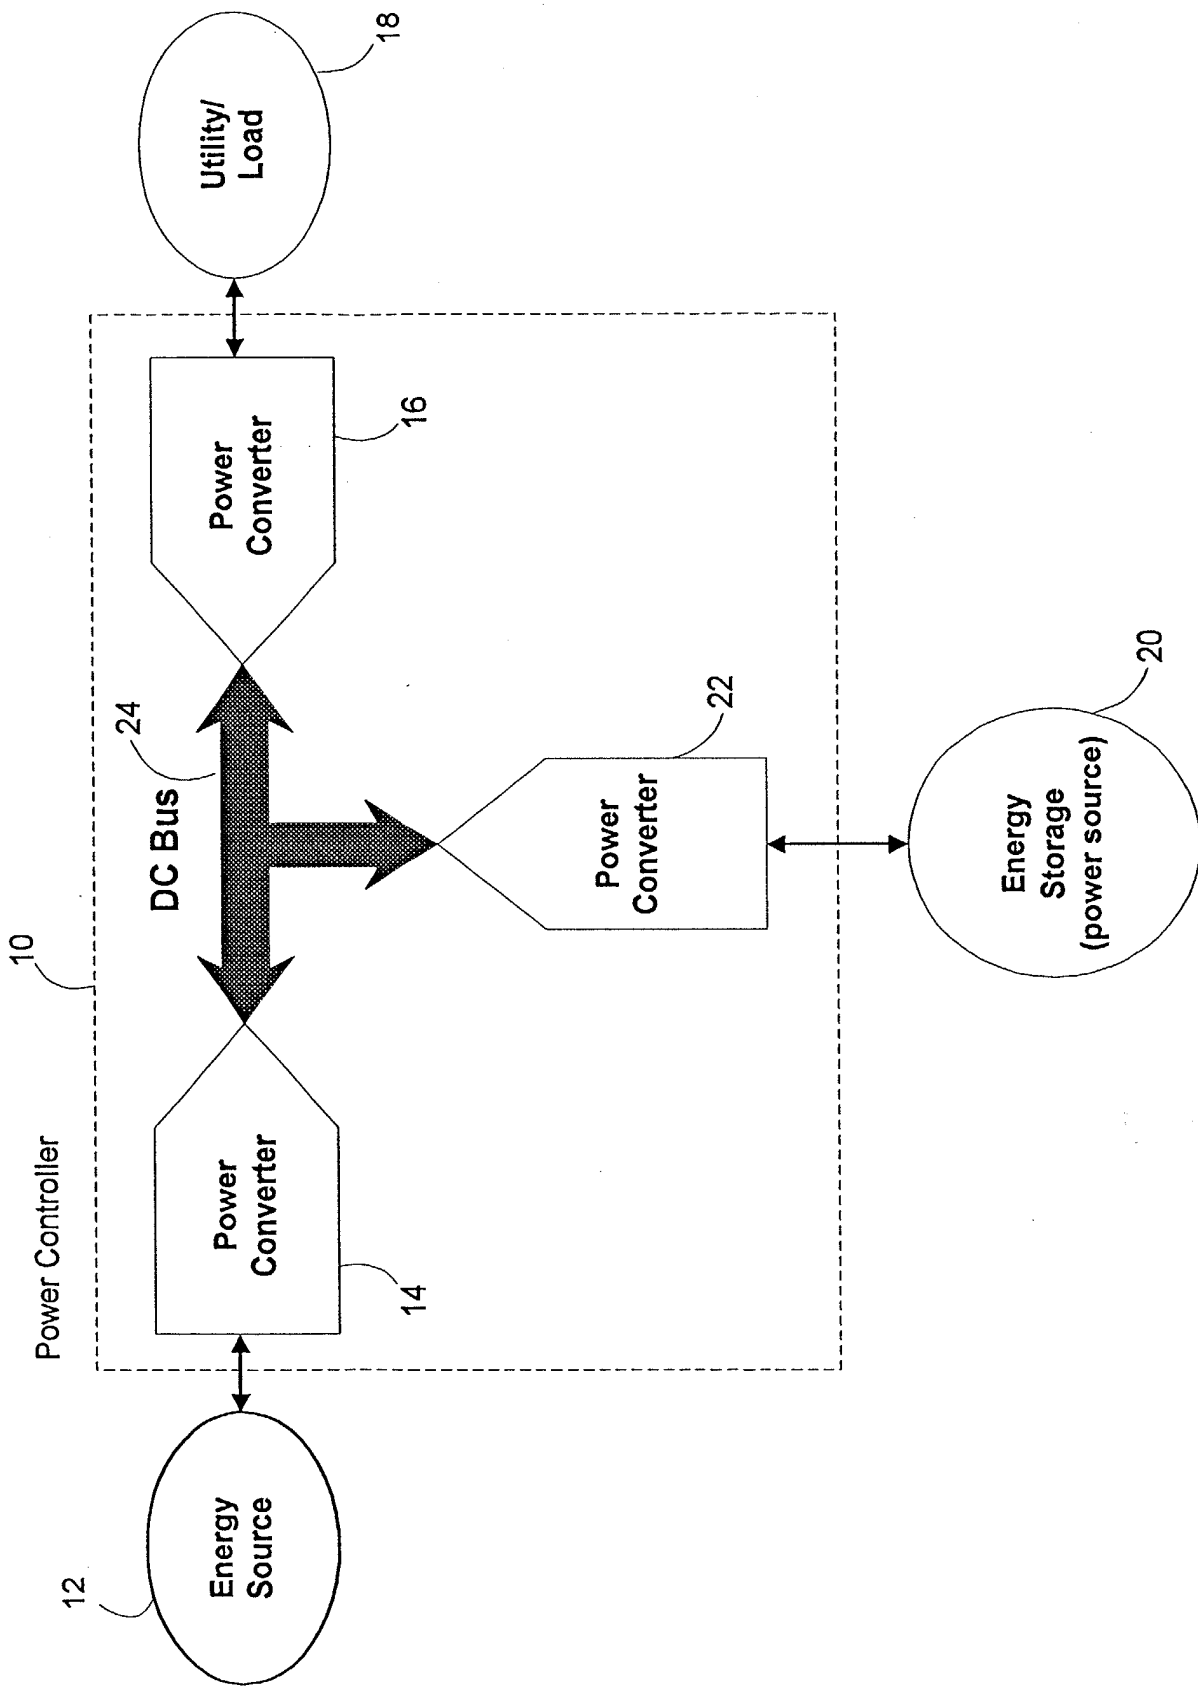 Power Controller
10
DC Bus
24
12
Energy
Source
Power
Converter
14
Power
Converter
16
Utility/
Load
18
Power
Converter
22
Energy
Storage
(power source)
20